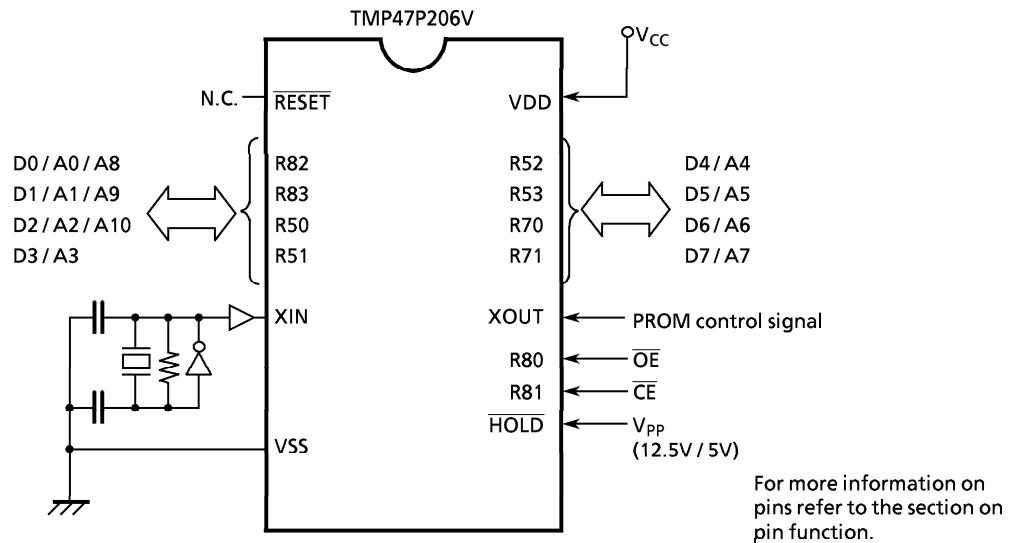 TMP47P206V
VCC
N.C.
RESET
VDD
D0 / A0 / A8
R82
R52
D4 / A4
D1 / A1 / A9
R83
R53
D5 / A5
D2 / A2 / A10
R50
R70
D6 / A6
D3 / A3
R51
R71
D7 / A7
XIN
XOUT
PROM control signal
R80
OE
R81
CE
HOLD
VPP
(12.5V / 5V)
VSS
For more information on
pins refer to the section on
pin function.